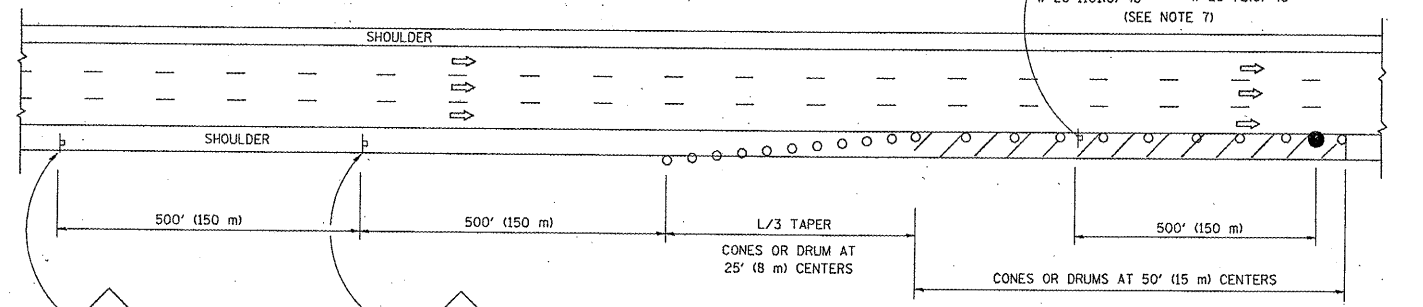 (SEE NOTE 7)
SHOULDER
SHOULDER
500' (150 m)
500' (150 m)
L/3 TAPER
500' (150 m)
CONES OR DRUM AT
25' (8 m) CENTERS
CONES OR DRUMS AT 50' (15 m) CENTERS